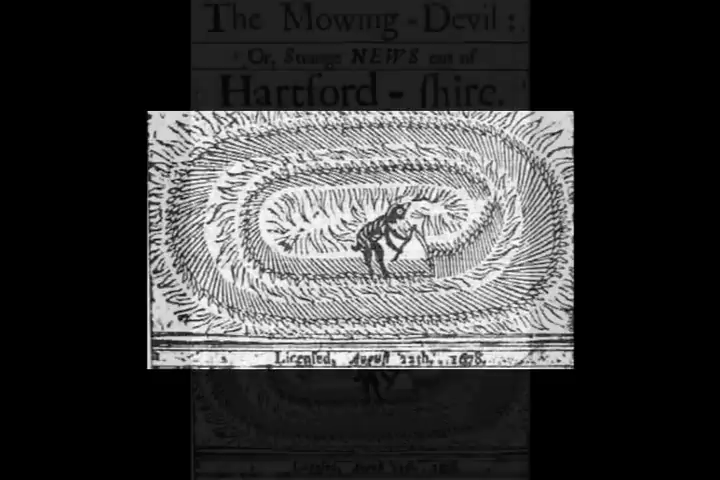 The Mowing-Devil:
Or, Strange NEWS out of
Hartford-ſhire.
Licenſed, Auguſt 22th, 1678.